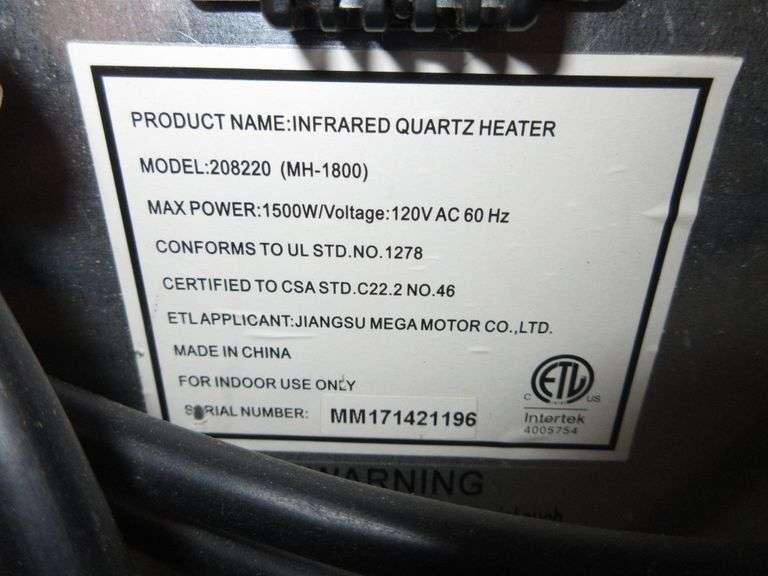 PRODUCT NAME:INFRARED QUARTZ HEATER
MODEL:208220 (MH-1800)
MAX POWER:1500W/Voltage:120V AC 60 Hz
CONFORMS TO UL STD.NO.1278
CERTIFIED TO CSA STD.C22.2 NO.46
ETL APPLICANT:JIANGSU MEGA MOTOR CO.,LTD.
MADE IN CHINA
FOR INDOOR USE ONLY
SERIAL NUMBER: MM171421196
C ETL US
Intertek
4005754
WARNING